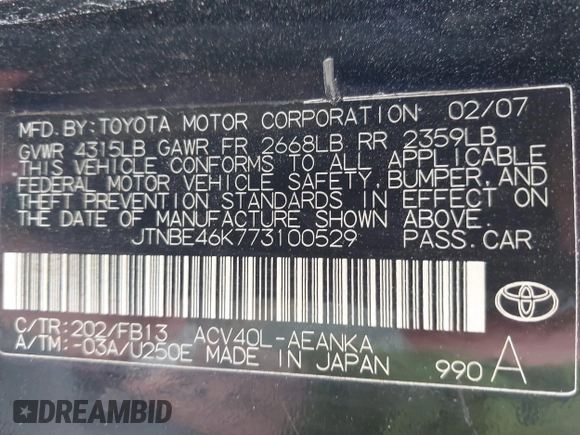 MFD. BY: TOYOTA MOTOR CORPORATION 02/07
GVWR 4315LB GAWR FR 2668LB RR 2359LB
THIS VEHICLE CONFORMS TO ALL APPLICABLE
FEDERAL MOTOR VEHICLE SAFETY, BUMPER, AND
THEFT PREVENTION STANDARDS IN EFFECT ON
THE DATE OF MANUFACTURE SHOWN ABOVE.
JTNBE46K773100529 PASS. CAR
C/TR: 202/FB13 ACV40L-AEANKA
A/TM: -03A/U250E MADE IN JAPAN 990 A
DREAMBID